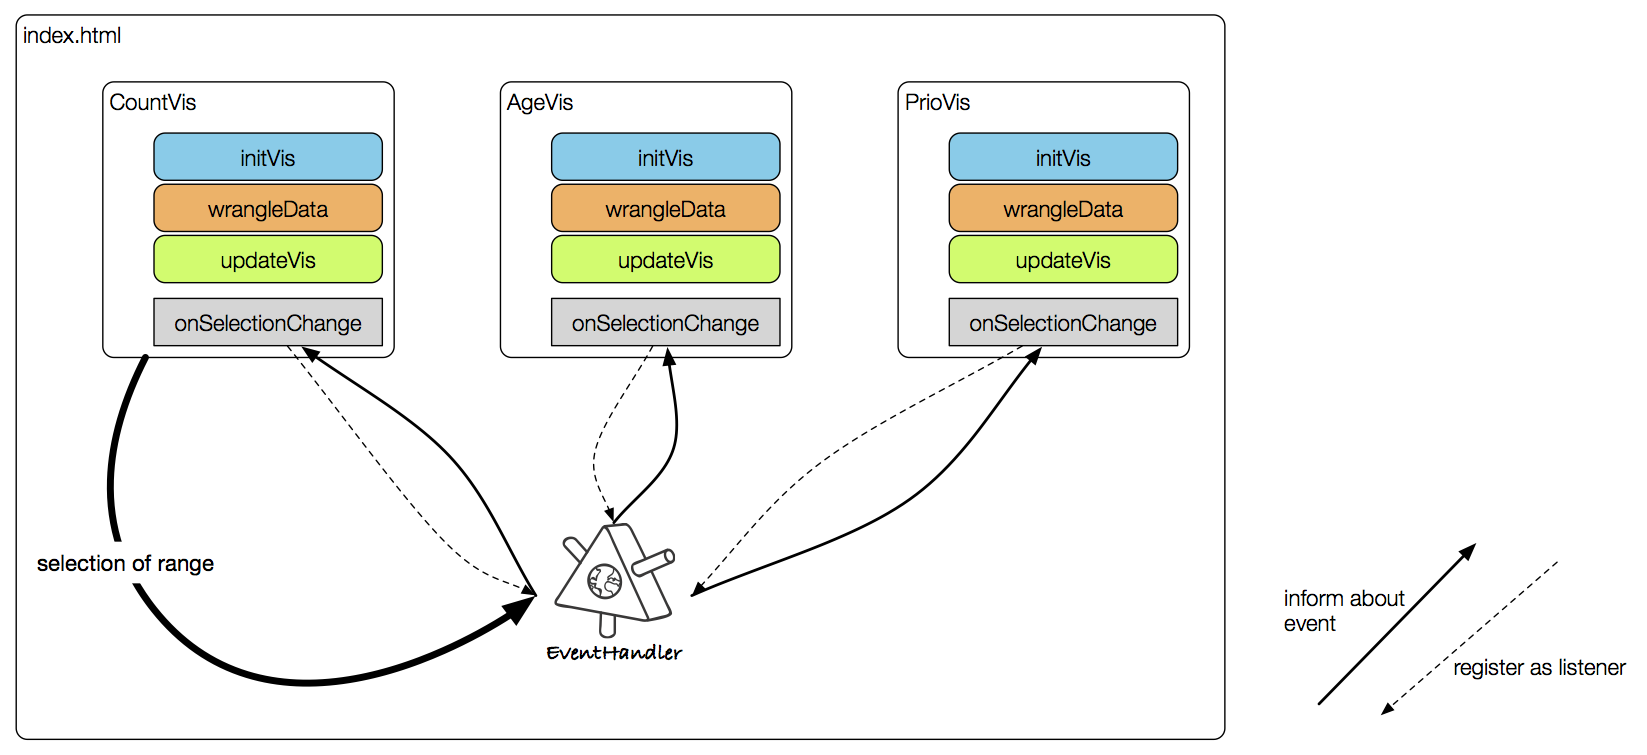 index.html
CountVis
initVis
wrangleData
updateVis
onSelectionChange
AgeVis
initVis
wrangleData
updateVis
onSelectionChange
PrioVis
initVis
wrangleData
updateVis
onSelectionChange
selection of range
EventHandler
inform about
event
register as listener